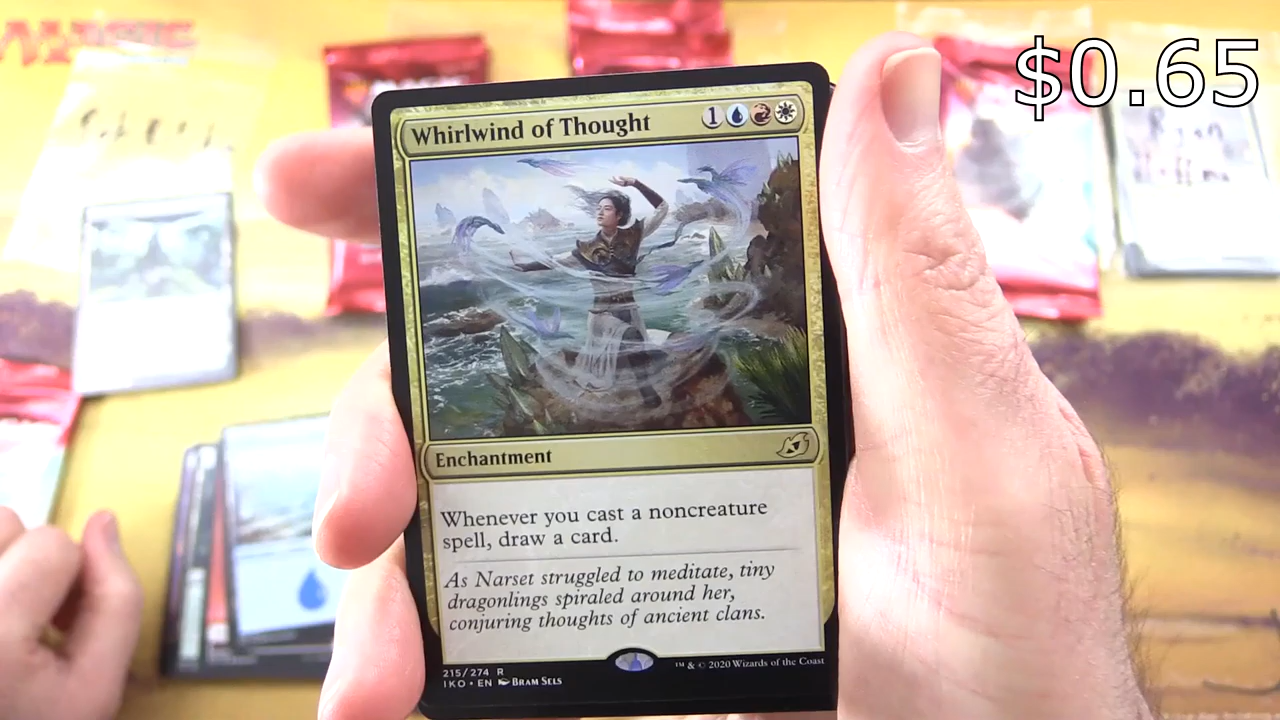 MAGIC
$0.65
Whirlwind of Thought 1
Enchantment
Whenever you cast a noncreature
spell, draw a card.
As Narset struggled to meditate, tiny
dragonlings spiraled around her,
conjuring thoughts of ancient clans.
215/274 R
IKO • EN BRAM SELS
™ & © 2020 Wizards of the Coast